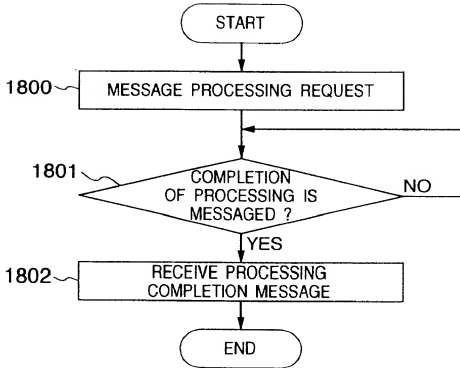 START
1800
MESSAGE PROCESSING REQUEST
1801
COMPLETION
OF PROCESSING IS
MESSAGED ?
NO
YES
1802
RECEIVE PROCESSING
COMPLETION MESSAGE
END